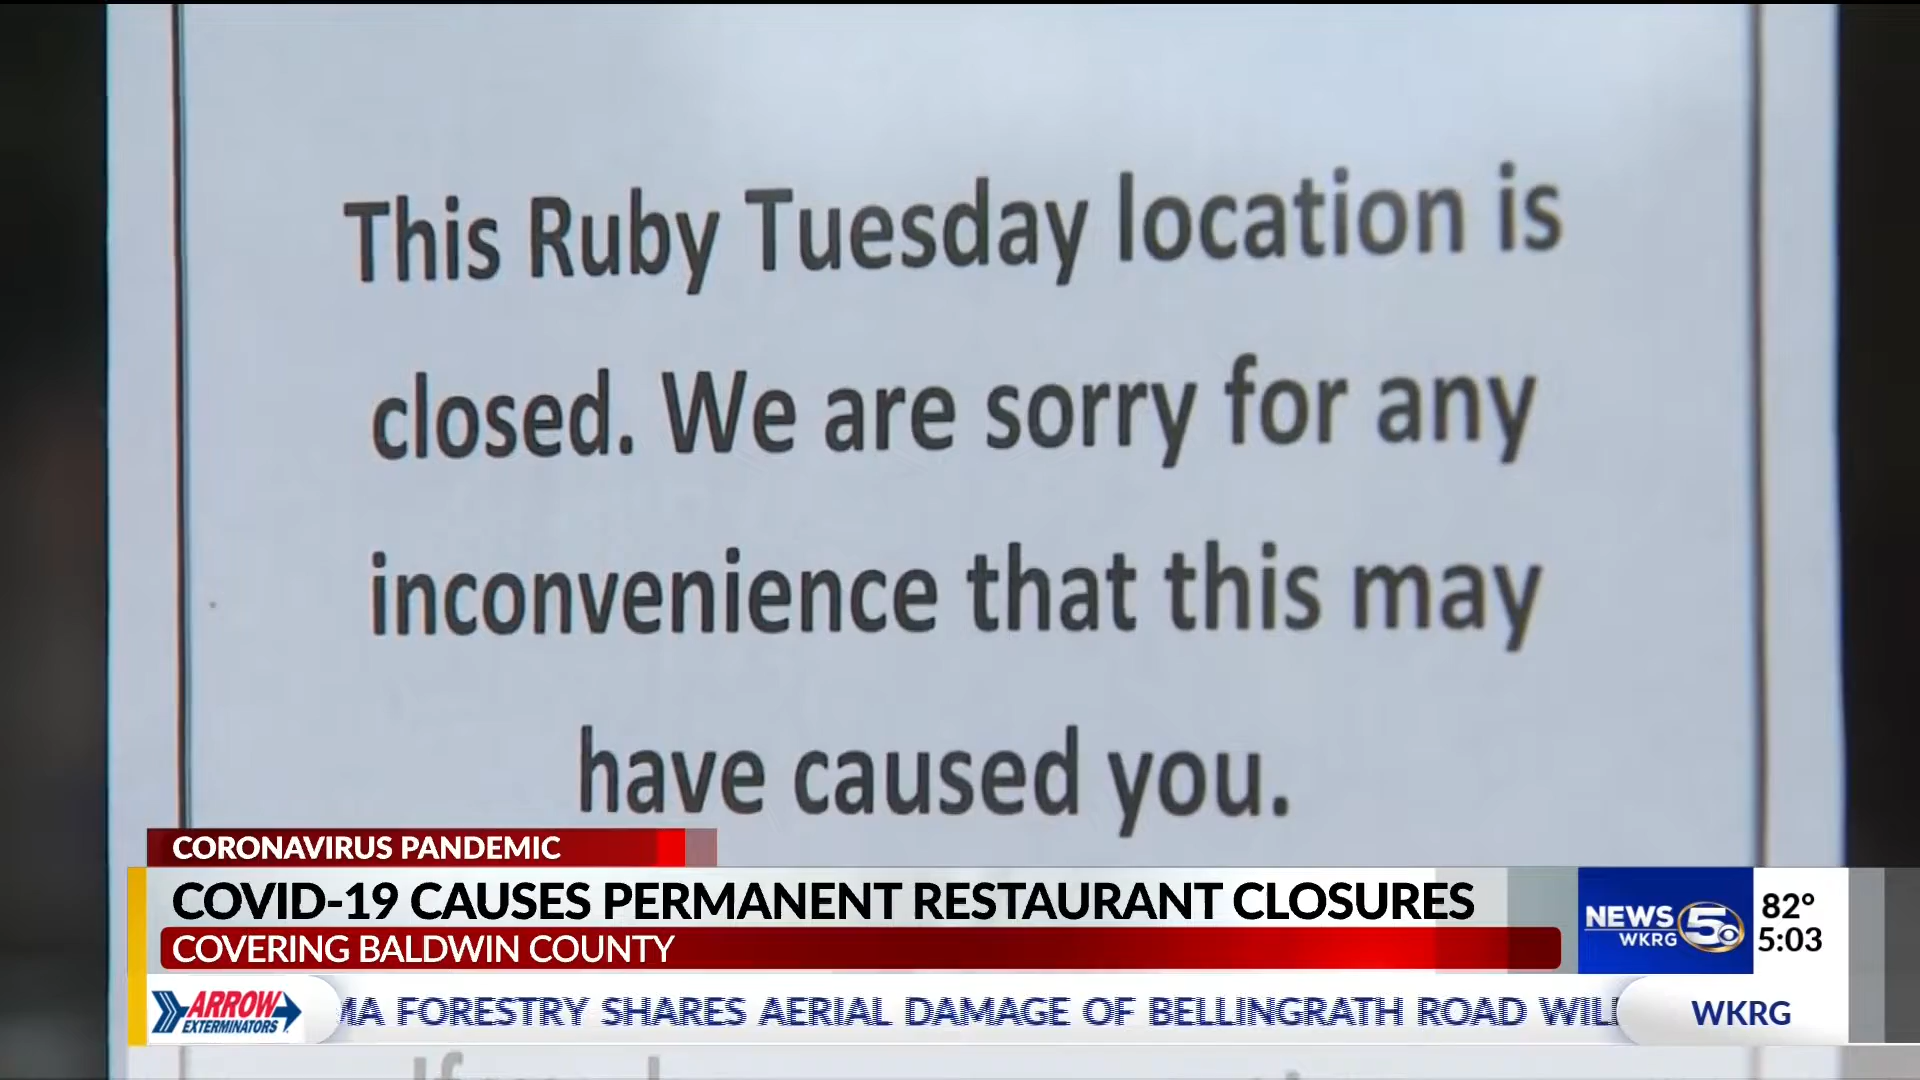 This Ruby Tuesday location is
closed. We are sorry for any
inconvenience that this may
have caused you.
CORONAVIRUS PANDEMIC
COVID-19 CAUSES PERMANENT RESTAURANT CLOSURES
COVERING BALDWIN COUNTY
NEWS 5
WKRG
82°
5:03
ARROW
EXTERMINATORS
MA FORESTRY SHARES AERIAL DAMAGE OF BELLINGRATH ROAD WIL
WKRG